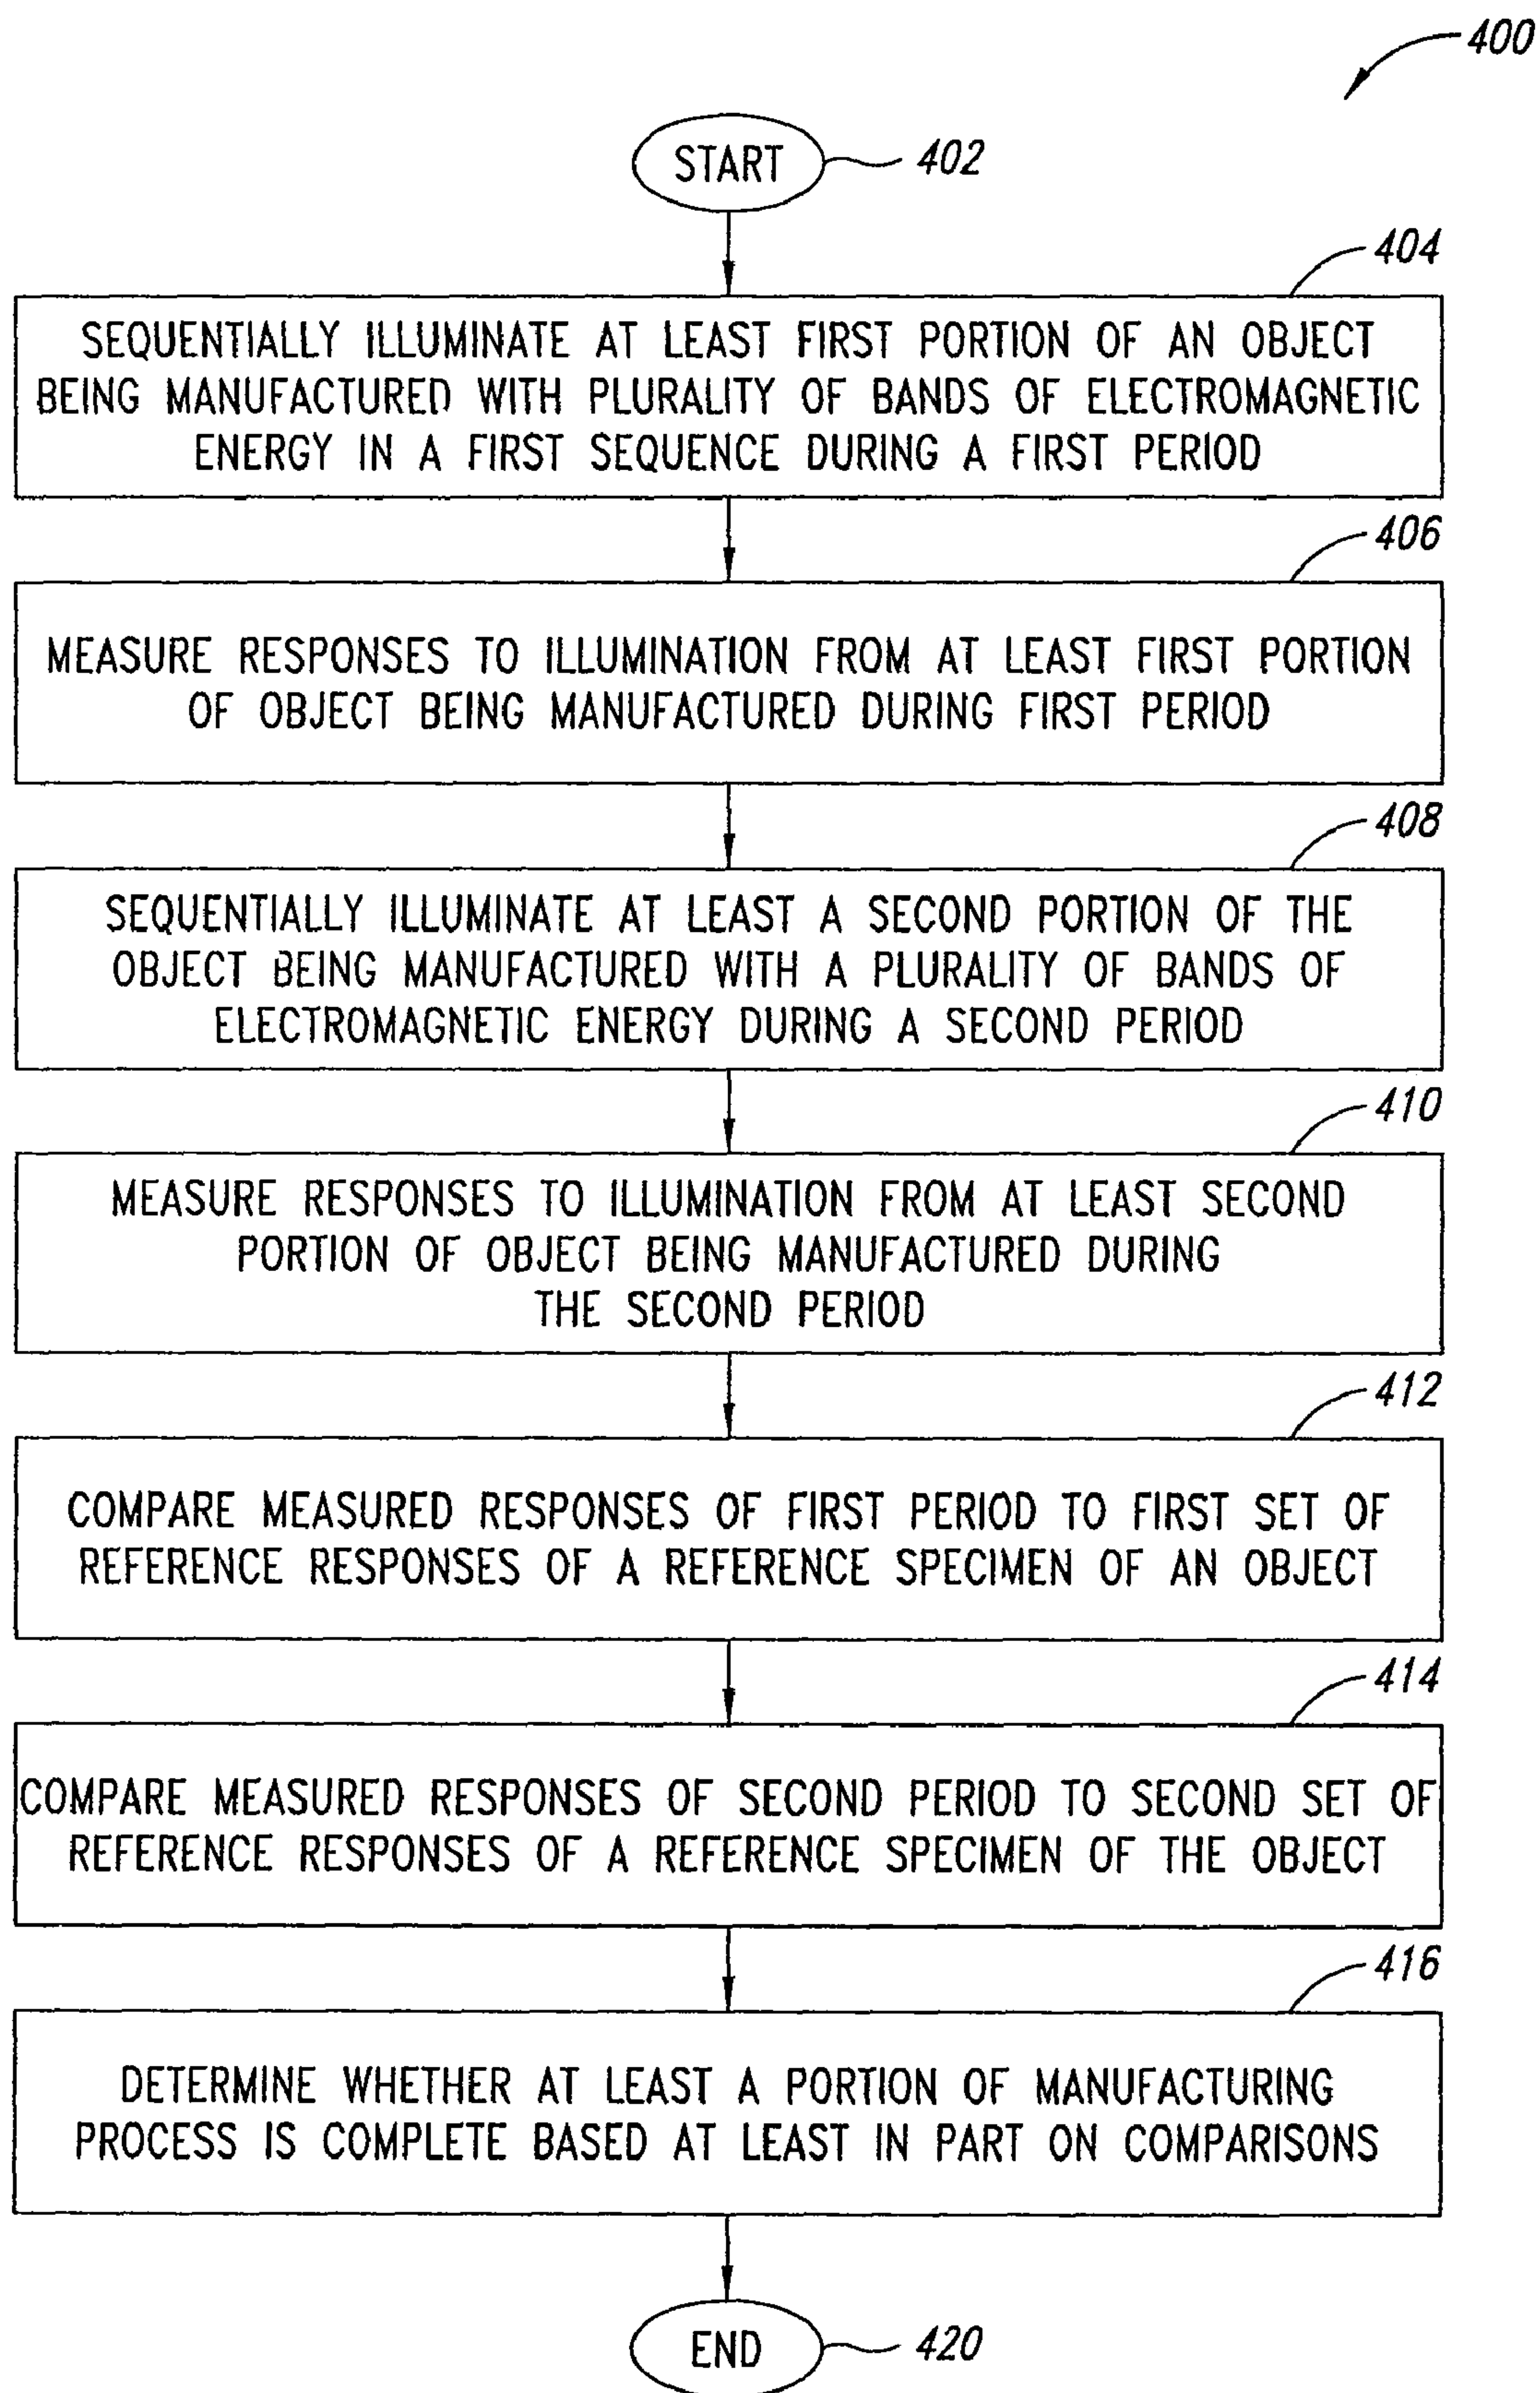 400
START
402
404
SEQUENTIALLY ILLUMINATE AT LEAST FIRST PORTION OF AN OBJECT
BEING MANUFACTURED WITH PLURALITY OF BANDS OF ELECTROMAGNETIC
ENERGY IN A FIRST SEQUENCE DURING A FIRST PERIOD
406
MEASURE RESPONSES TO ILLUMINATION FROM AT LEAST FIRST PORTION
OF OBJECT BEING MANUFACTURED DURING FIRST PERIOD
408
SEQUENTIALLY ILLUMINATE AT LEAST A SECOND PORTION OF THE
OBJECT BEING MANUFACTURED WITH A PLURALITY OF BANDS OF
ELECTROMAGNETIC ENERGY DURING A SECOND PERIOD
410
MEASURE RESPONSES TO ILLUMINATION FROM AT LEAST SECOND
PORTION OF OBJECT BEING MANUFACTURED DURING
THE SECOND PERIOD
412
COMPARE MEASURED RESPONSES OF FIRST PERIOD TO FIRST SET OF
REFERENCE RESPONSES OF A REFERENCE SPECIMEN OF AN OBJECT
414
COMPARE MEASURED RESPONSES OF SECOND PERIOD TO SECOND SET OF
REFERENCE RESPONSES OF A REFERENCE SPECIMEN OF THE OBJECT
416
DETERMINE WHETHER AT LEAST A PORTION OF MANUFACTURING
PROCESS IS COMPLETE BASED AT LEAST IN PART ON COMPARISONS
END
420